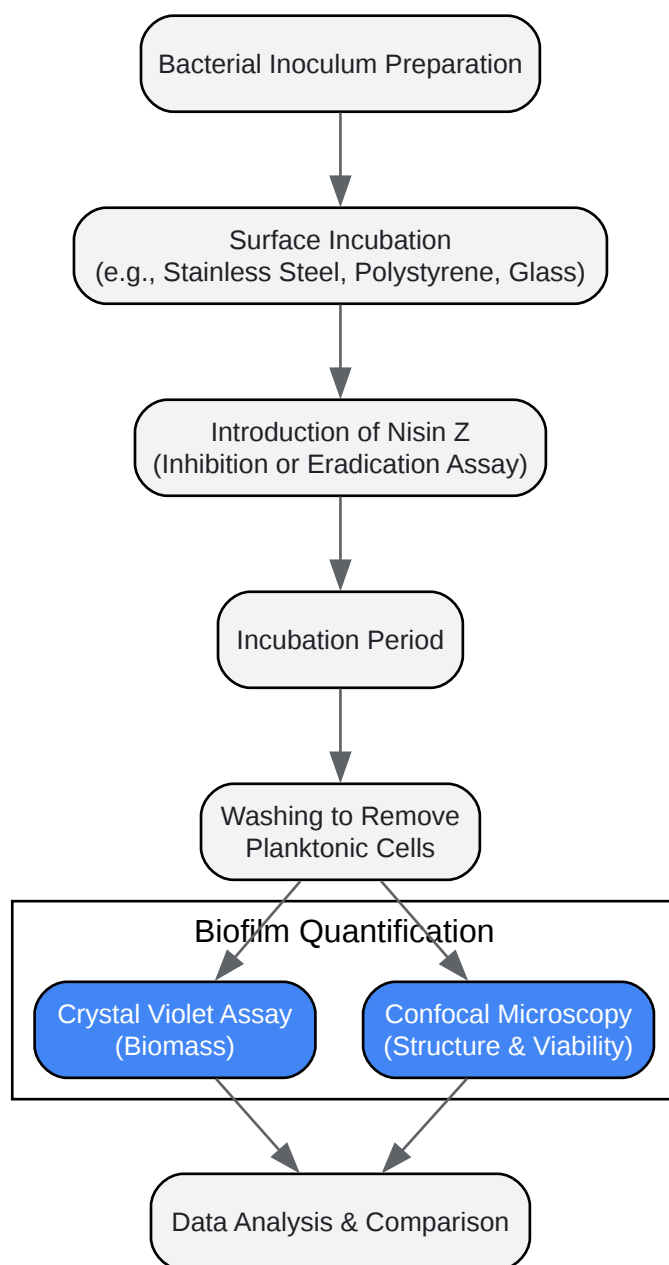 Bacterial Inoculum Preparation
Surface Incubation
(e.g., Stainless Steel, Polystyrene, Glass)
Introduction of Nisin Z
(Inhibition or Eradication Assay)
Incubation Period
Washing to Remove
Planktonic Cells
Biofilm Quantification
Crystal Violet Assay
(Biomass)
Confocal Microscopy
(Structure & Viability)
Data Analysis & Comparison